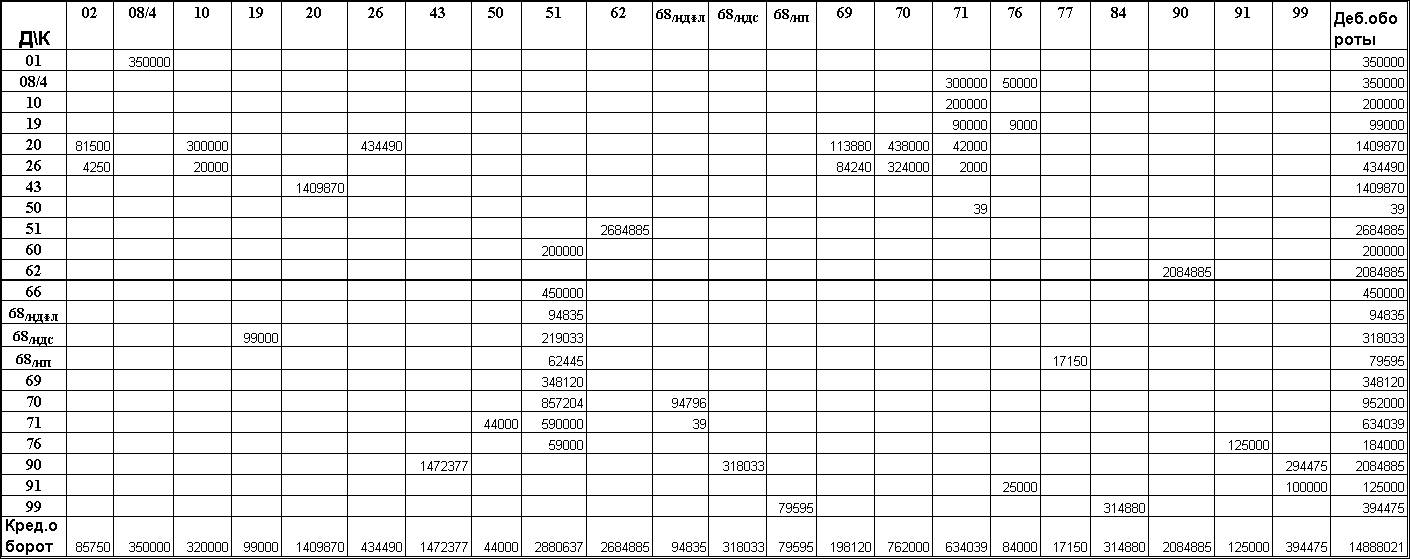 Д\К 02 08/4 10 19 20 26 43 50 51 62 68/ндфл 68/ндс 68/нп 69 70 71 76 77 84 90 91 99 Деб.обо
роты
01 350000 350000
08/4 300000 50000 350000
10 200000 200000
19 90000 9000 99000
20 81500 300000 434490 113880 438000 42000 1409870
26 4250 20000 84240 324000 2000 434490
43 1409870 1409870
50 39 39
51 2684885 2684885
60 200000 200000
62 2084885 2084885
66 450000 450000
68/ндфл 94835 94835
68/ндс 99000 219033 318033
68/нп 62445 17150 79595
69 348120 348120
70 857204 94796 952000
71 44000 590000 39 634039
76 59000 125000 184000
90 1472377 318033 294475 2084885
91 25000 100000 125000
99 79595 314880 394475
Кред.о
борот 85750 350000 320000 99000 1409870 434490 1472377 44000 2880637 2684885 94835 318033 79595 198120 762000 634039 84000 17150 314880 2084885 125000 394475 14888021